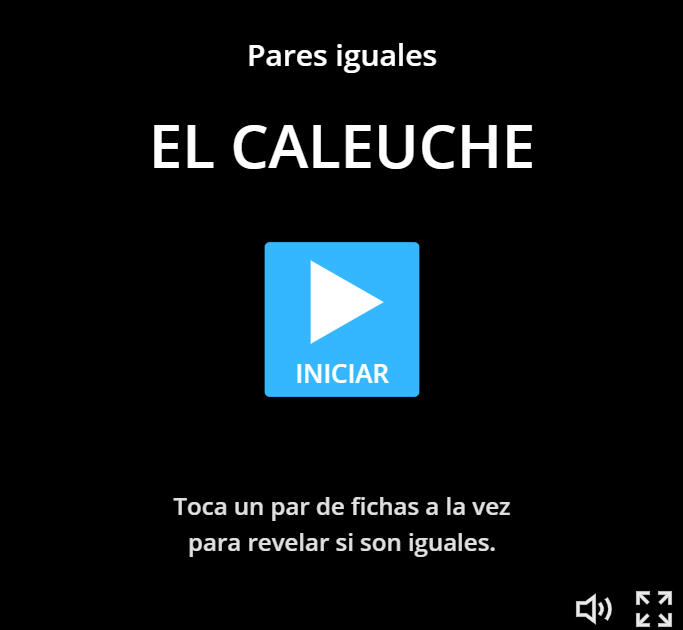 Pares iguales
EL CALEUCHE
INICIAR
Toca un par de fichas a la vez
para revelar si son iguales.